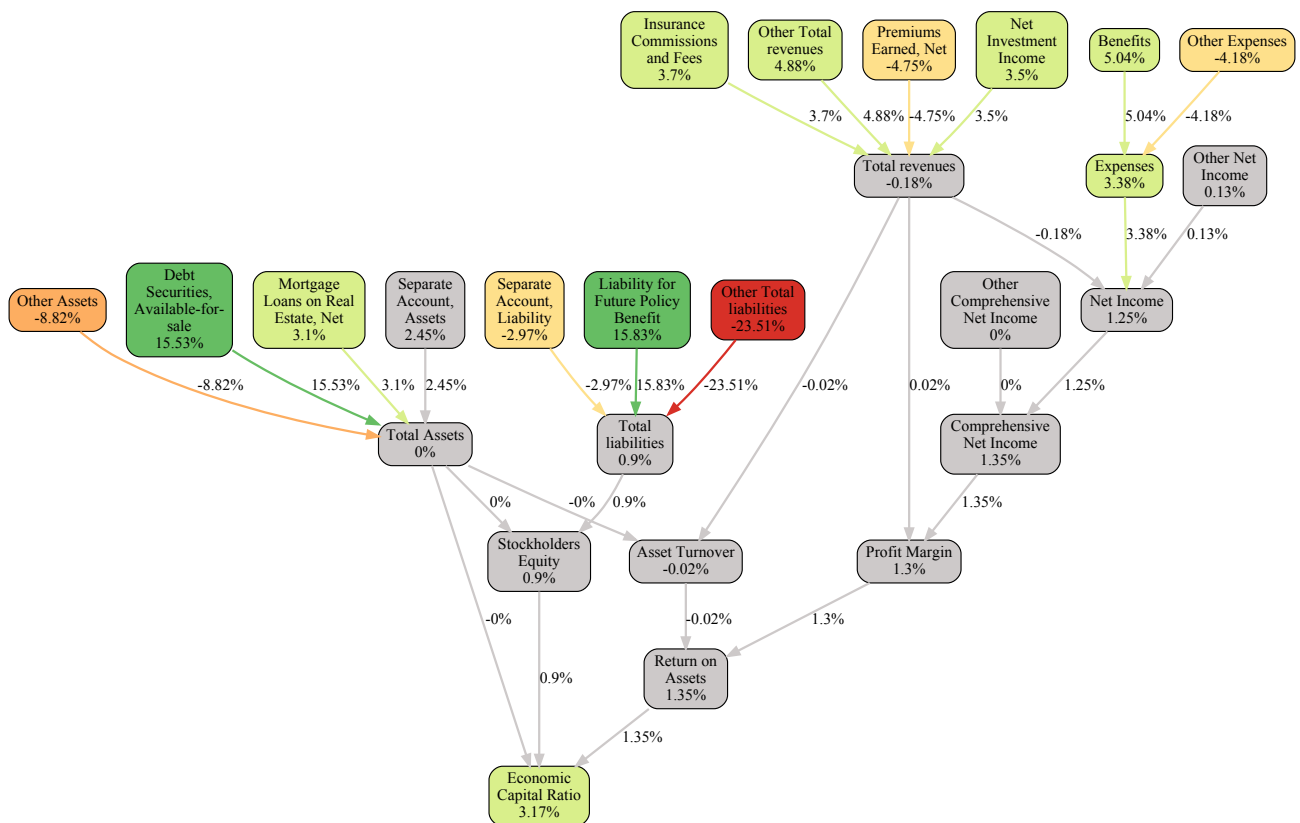 Insurance
Commissions
and Fees
3.7%
Other Total
revenues
4.88%
Premiums
Earned, Net
-4.75%
Net
Investment
Income
3.5%
Benefits
5.04%
Other Expenses
-4.18%
3.7%
4.88%
-4.75%
3.5%
5.04%
-4.18%
Total revenues
-0.18%
Expenses
3.38%
Other Net
Income
0.13%
-0.18%
3.38%
0.13%
Other Assets
-8.82%
Debt
Securities,
Available-for-
sale
15.53%
Mortgage
Loans on Real
Estate, Net
3.1%
Separate
Account,
Assets
2.45%
Separate
Account,
Liability
-2.97%
Liability for
Future Policy
Benefit
15.83%
Other Total
liabilities
-23.51%
Other
Comprehensive
Net Income
0%
Net Income
1.25%
-8.82%
15.53%
3.1%
2.45%
-2.97%
15.83%
-23.51%
-0.02%
0.02%
0%
1.25%
Total Assets
0%
Total
liabilities
0.9%
Comprehensive
Net Income
1.35%
0%
-0%
0.9%
1.35%
Stockholders
Equity
0.9%
Asset Turnover
-0.02%
Profit Margin
1.3%
-0%
-0.02%
1.3%
0.9%
Return on
Assets
1.35%
1.35%
Economic
Capital Ratio
3.17%